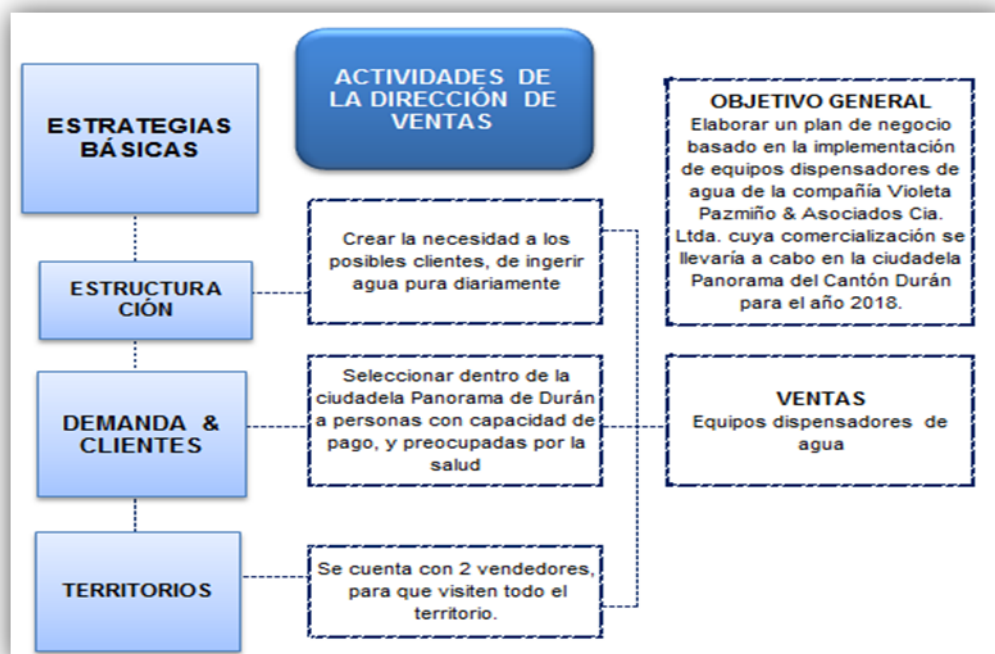 ACTIVIDADES DE
LA DIRECCIÓN DE
VENTAS
ESTRATEGIAS
BÁSICAS
OBJETIVO GENERAL
Elaborar un plan de negocio
basado en la implementación
de equipos dispensadores de
agua de la compañía Violeta
Pazmiño & Asociados Cia.
Ltda. cuya comercialización se
llevaría a cabo en la ciudadela
Panorama del Cantón Durán
para el año 2018.
ESTRUCTURA
CIÓN
Crear la necesidad a los
posibles clientes, de ingerir
agua pura diariamente
DEMANDA &
CLIENTES
Seleccionar dentro de la
ciudadela Panorama de Durán
a personas con capacidad de
pago, y preocupadas por la
salud
VENTAS
Equipos dispensadores de
agua
TERRITORIOS
Se cuenta con 2 vendedores,
para que visiten todo el
territorio.